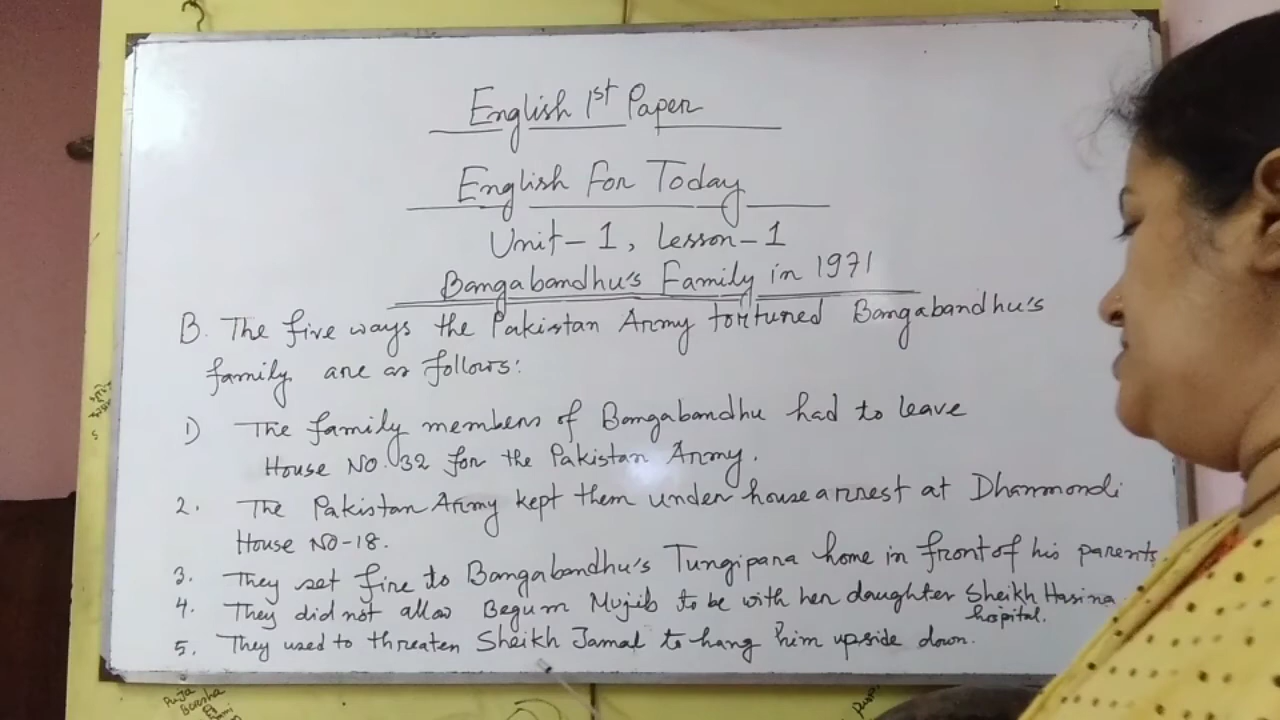 English 1st Paper
English For Today
Unit-1, Lesson-1
Bangabandhu's Family in 1971
B. The five ways the Pakistan Army tortured Bangabandhu's
family are as follows:
1) The family members of Bangabandhu had to leave
House NO. 32 for the Pakistan Army.
2. The Pakistan Army kept them under house arrest at Dhanmondi
House NO-18.
3. They set fire to Bangabandhu's Tungipara home in front of his parents.
4. They did not allow Begum Mujib to be with her daughter Sheikh Hasina
hopital.
5. They used to threaten Sheikh Jamal to hang him upside down.
Puja
Barsha